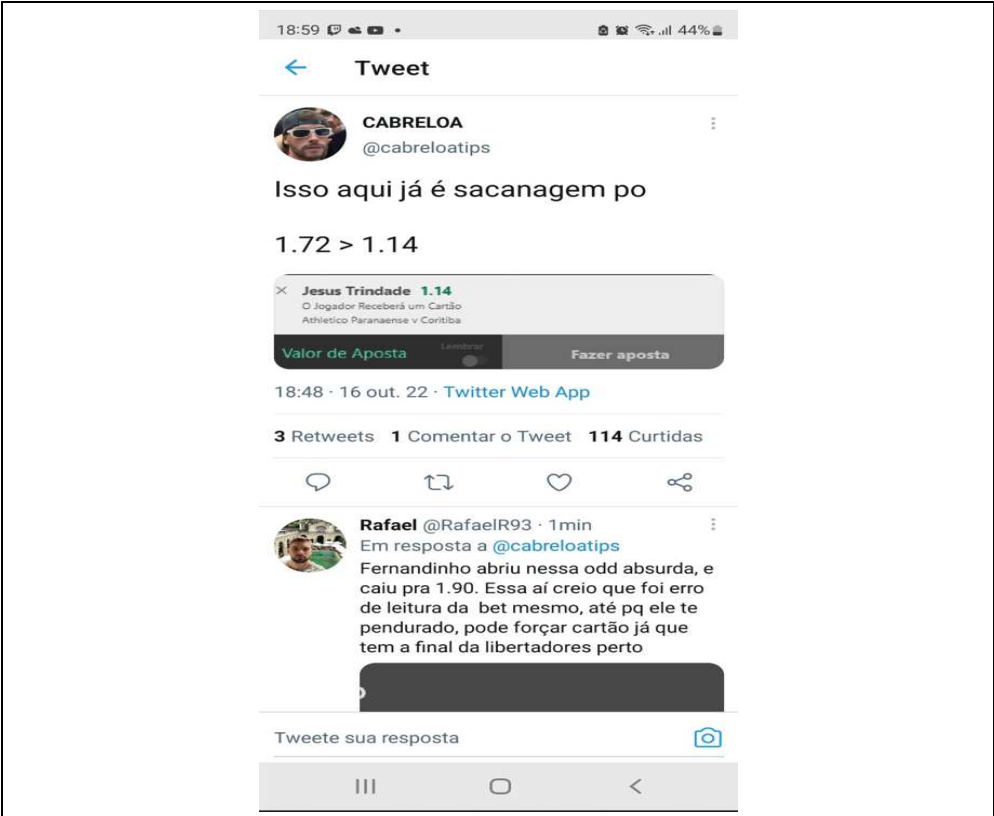 18:59
44%
Tweet
CABRELOA
@cabreloatips
Isso aqui já é sacanagem po
1.72 > 1.14
Jesus Trindade 1.14
O Jogador Receberá um Cartão
Athletico Paranaense v Coritiba
Lembrar
Valor de Aposta
Fazer aposta
18:48 · 16 out. 22 · Twitter Web App
3 Retweets 1 Comentar o Tweet 114 Curtidas
Rafael @RafaelR93 · 1min
Em resposta a @cabreloatips
Fernandinho abriu nessa odd absurda, e
caiu pra 1.90. Essa aí creio que foi erro
de leitura da bet mesmo, até pq ele te
pendurado, pode forçar cartão já que
tem a final da libertadores perto
Tweete sua resposta